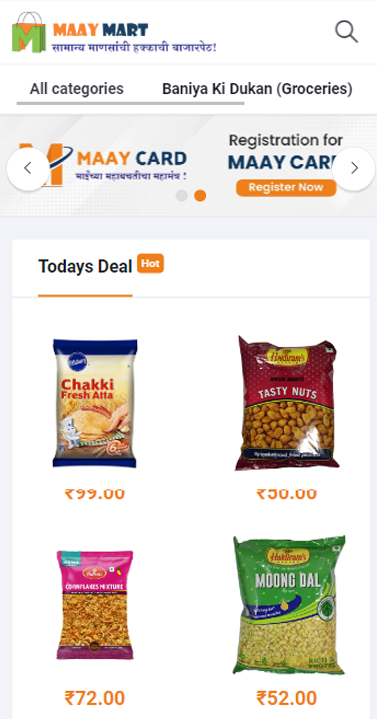 MAAY MART
सामान्य माणसांची हक्काची बाजारपेठ!
All categories
Baniya Ki Dukan (Groceries)
MAAY CARD
माईच्या महाबचतीचा महामंत्र !
Registration for
MAAY CAR
Register Now
Todays Deal Hot
Pillsbury
Chakki
Fresh Atta
Haldiram's
TASTY NUTS
₹99.00
₹50.00
Haldiram's
CORNFLAKES MIXTURE
Haldiram's
MOONG DAL
₹72.00
₹52.00